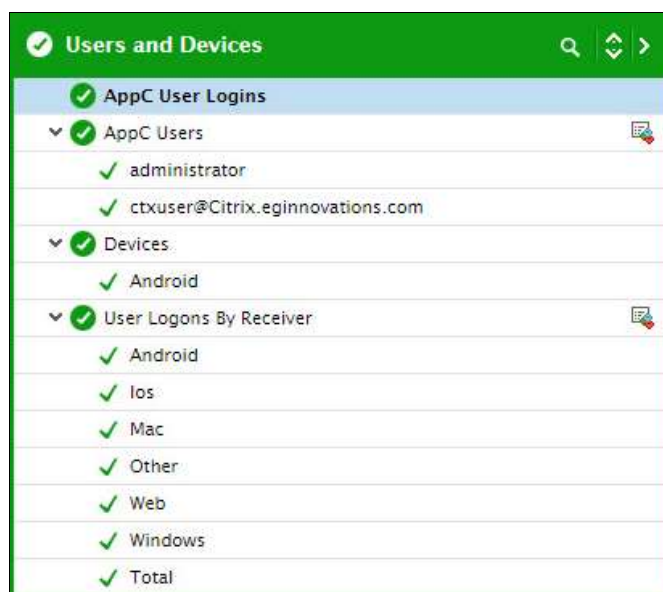 Users and Devices
AppC User Logins
AppC Users
administrator
ctxuser@Citrix.eginnovations.com
Devices
Android
User Logons By Receiver
Android
Ios
Mac
Other
Web
Windows
Total